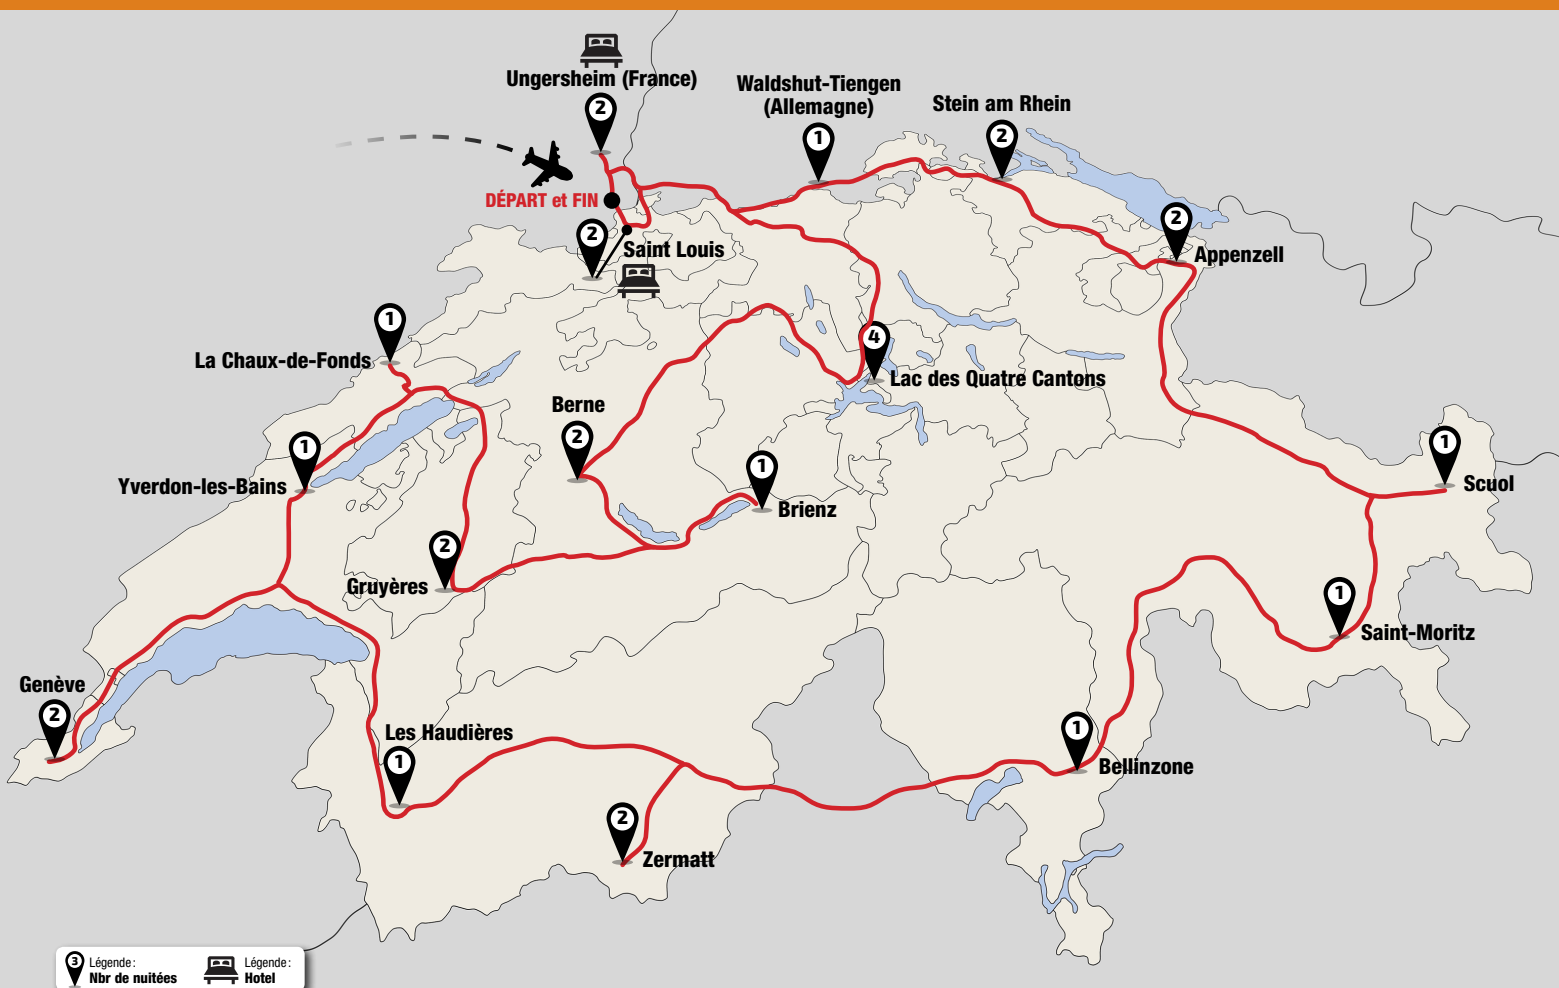 Ungersheim (France)
2
Waldshut-Tiengen
(Allemagne)
1
Stein am Rhein
2
DÉPART et FIN
2
Saint Louis
2
Appenzell
1
La Chaux-de-Fonds
4
Lac des Quatre Cantons
Berne
2
1
Yverdon-les-Bains
1
Brienz
1
Scuol
2
Gruyères
1
Saint-Moritz
Genève
2
Les Haudières
1
1
Bellinzone
2
Zermatt
3
Légende :
Nbr de nuitées
Légende :
Hotel